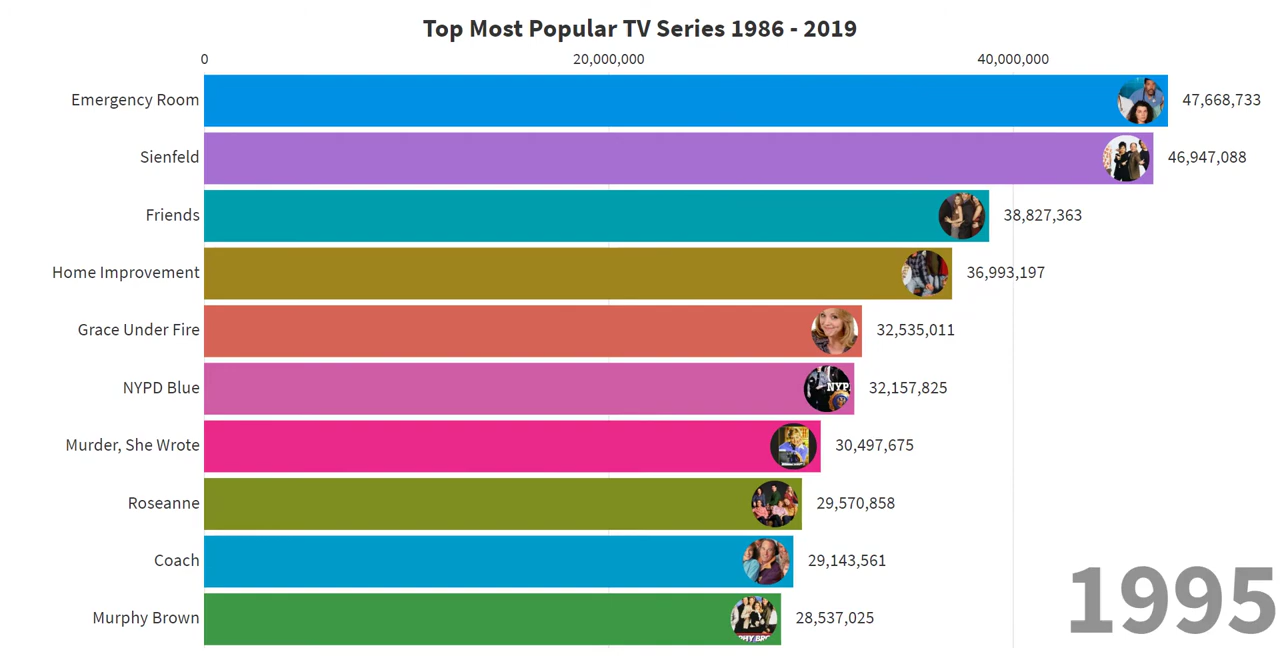 Top Most Popular TV Series 1986 - 2019
0 20,000,000 40,000,000
Emergency Room 47,668,733
Sienfeld 46,947,088
Friends 38,827,363
Home Improvement 36,993,197
Grace Under Fire 32,535,011
NYPD Blue NYP 32,157,825
Murder, She Wrote 30,497,675
Roseanne 29,570,858
Coach 29,143,561
Murphy Brown 28,537,025
1995